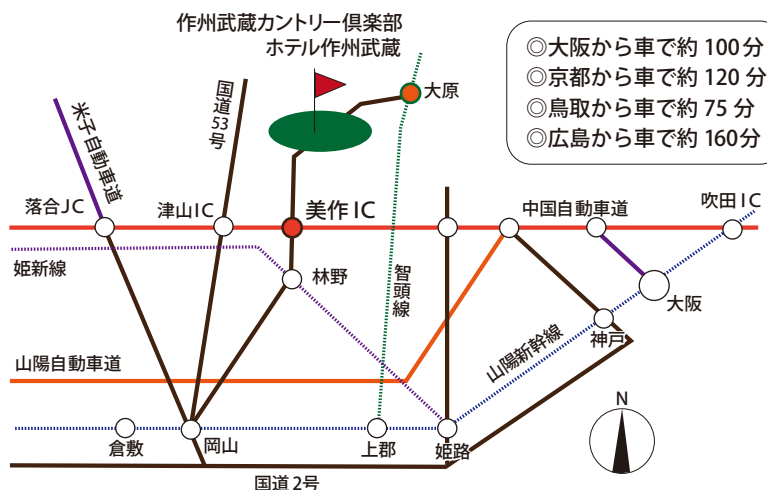 作州武蔵カントリー倶楽部
ホテル作州武蔵
◎大阪から車で約 100分
◎京都から車で約 120 分
◎鳥取から車で約 75 分
◎広島から車で約 160分
大原
国道53号
米子自動車道
落合JC
津山IC
美作IC
中国自動車道
吹田IC
姫新線
林野
智頭線
大阪
神戸
山陽新幹線
山陽自動車道
N
倉敷
岡山
上郡
姫路
国道2号